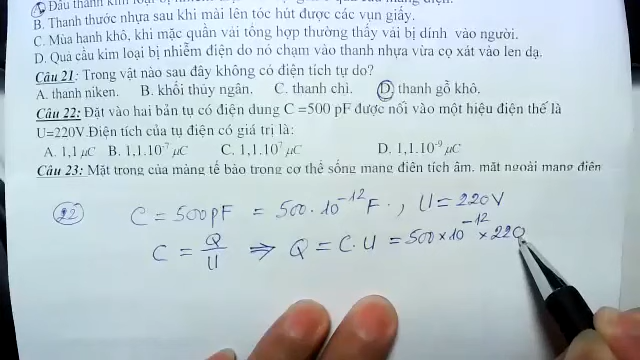 Đầu thanh kim loại bị
B. Thanh thước nhựa sau khi mài lên tóc hút được các vụn giấy.
C. Mùa hanh khô, khi mặc quần vải tổng hợp thường thấy vải bị dính vào người.
D. Quả cầu kim loại bị nhiễm điện do nó chạm vào thanh nhựa vừa cọ xát vào len dạ.
Câu 21: Trong vật nào sau đây không có điện tích tự do?
A. thanh niken. B. khối thủy ngân. C. thanh chì. D. thanh gỗ khô.
Câu 22: Đặt vào hai bản tụ có điện dung C =500 pF được nối vào một hiệu điện thế là
U=220V.Điện tích của tụ điện có giá trị là:
A. 1,1 μC B. 1,1.10⁻⁷ μC C. 1,1.10⁷ μC D. 1,1.10⁻⁹ μC
Câu 23: Mặt trong của màng tế bào trong cơ thể sống mang điện tích âm, mặt ngoài mang điện
22 C = 500pF = 500.10⁻¹² F. , U = 220V
C = Q/U ⇒ Q = C.U = 500×10⁻¹² × 220